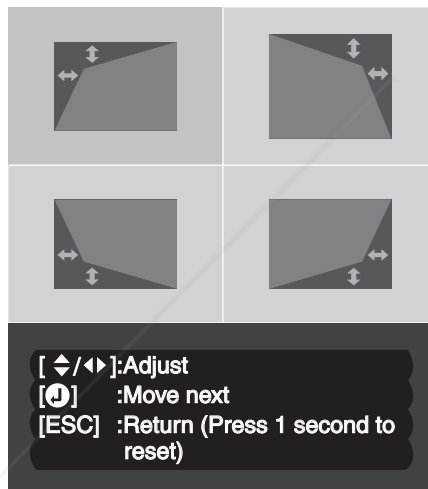 [ ⬍/⬌ ]:Adjust
[⏎] :Move next
[ESC] :Return (Press 1 second to
reset)